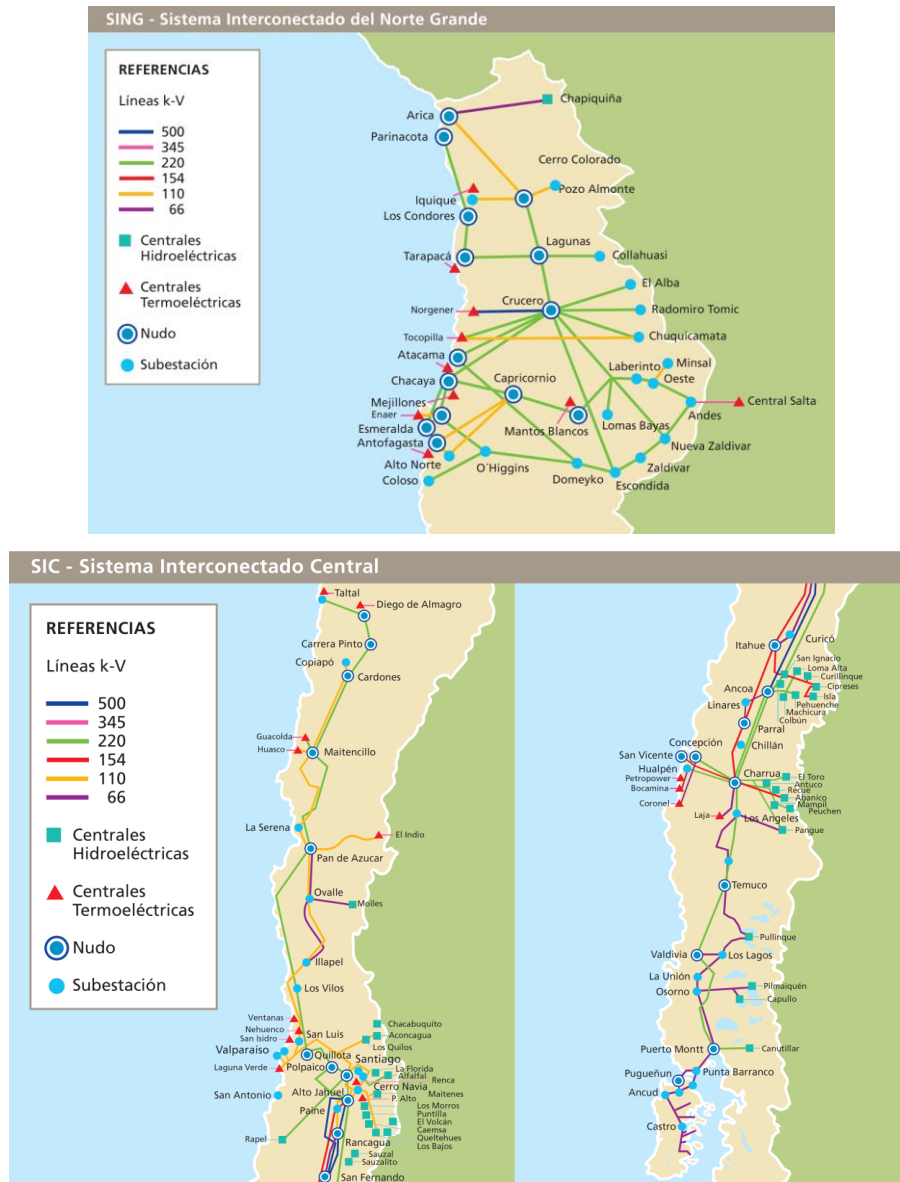 SING - Sistema Interconectado del Norte Grande
REFERENCIAS
Líneas k-V
500
345
220
154
110
66
Centrales
Hidroeléctricas
Centrales
Termoeléctricas
Nudo
Subestación
Chapiquiña
Arica
Parinacota
Cerro Colorado
Pozo Almonte
Iquique
Los Condores
Lagunas
Tarapacá
Collahuasi
El Alba
Crucero
Norgener
Radomiro Tomic
Tocopilla
Chuquicamata
Atacama
Laberinto
Minsal
Chacaya
Capricornio
Oeste
Mejillones
Central Salta
Enaer
Andes
Esmeralda
Mantos Blancos
Lomas Bayas
Antofagasta
Nueva Zaldivar
Alto Norte
O´Higgins
Zaldivar
Coloso
Domeyko
Escondida
SIC - Sistema Interconectado Central
REFERENCIAS
Líneas k-V
500
345
220
154
110
66
Centrales
Hidroeléctricas
Centrales
Termoeléctricas
Nudo
Subestación
Taltal
Diego de Almagro
Carrera Pinto
Copiapó
Cardones
Guacolda
Huasco
Maitencillo
La Serena
El Indio
Pan de Azucar
Ovalle
Molles
Illapel
Los Vilos
Ventanas
Chacabuquito
Nehuenco
San Luis
Aconcagua
San Isidro
Los Quilos
Valparaíso
Quillota
Santiago
Laguna Verde
Polpaico
La Florida
Alfalfal
Renca
Cerro Navia
Maitenes
San Antonio
Alto Jahuel
P. Alto
Los Morros
Paine
Puntilla
El Volcán
Caemsa
Queltehues
Los Bajos
Rapel
Rancagua
Sauzal
Sauzalito
San Fernando
Itahue
Curicó
San Ignacio
Loma Alta
Curillinque
Ancoa
Cipreses
Isla
Linares
Pehuenche
Machicura
Colbún
Parral
Concepción
Chillán
San Vicente
Hualpén
Charrua
El Toro
Petropower
Antuco
Bocamina
Recue
Abanico
Coronel
Mampil
Peuchen
Laja
Los Angeles
Pangue
Temuco
Pullinque
Valdivia
Los Lagos
La Unión
Pilmaiquén
Osorno
Capullo
Puerto Montt
Canutillar
Pugueñun
Punta Barranco
Ancud
Castro